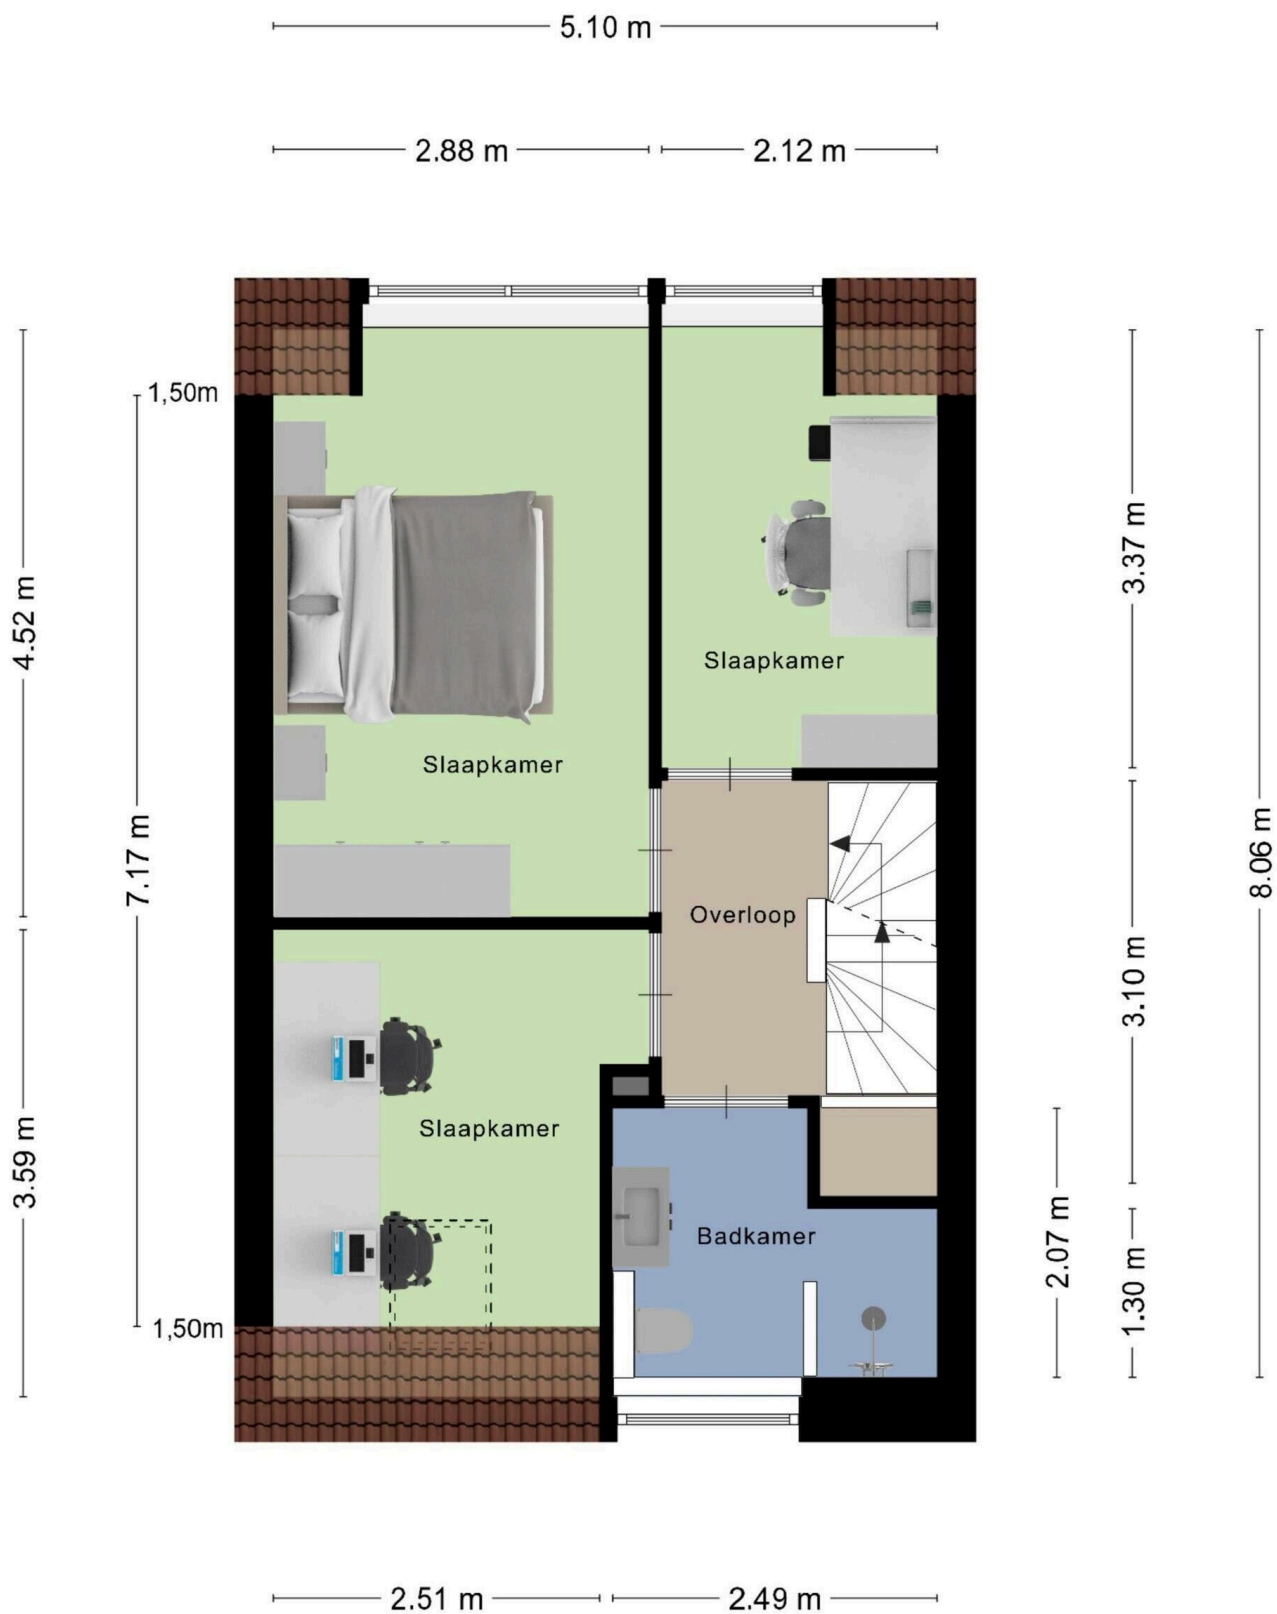 5.10 m
2.88 m
2.12 m
1,50m
4.52 m
3.37 m
Slaapkamer
Slaapkamer
7.17 m
8.06 m
Overloop
3.10 m
Slaapkamer
3.59 m
Badkamer
2.07 m
1.30 m
1,50m
2.51 m
2.49 m